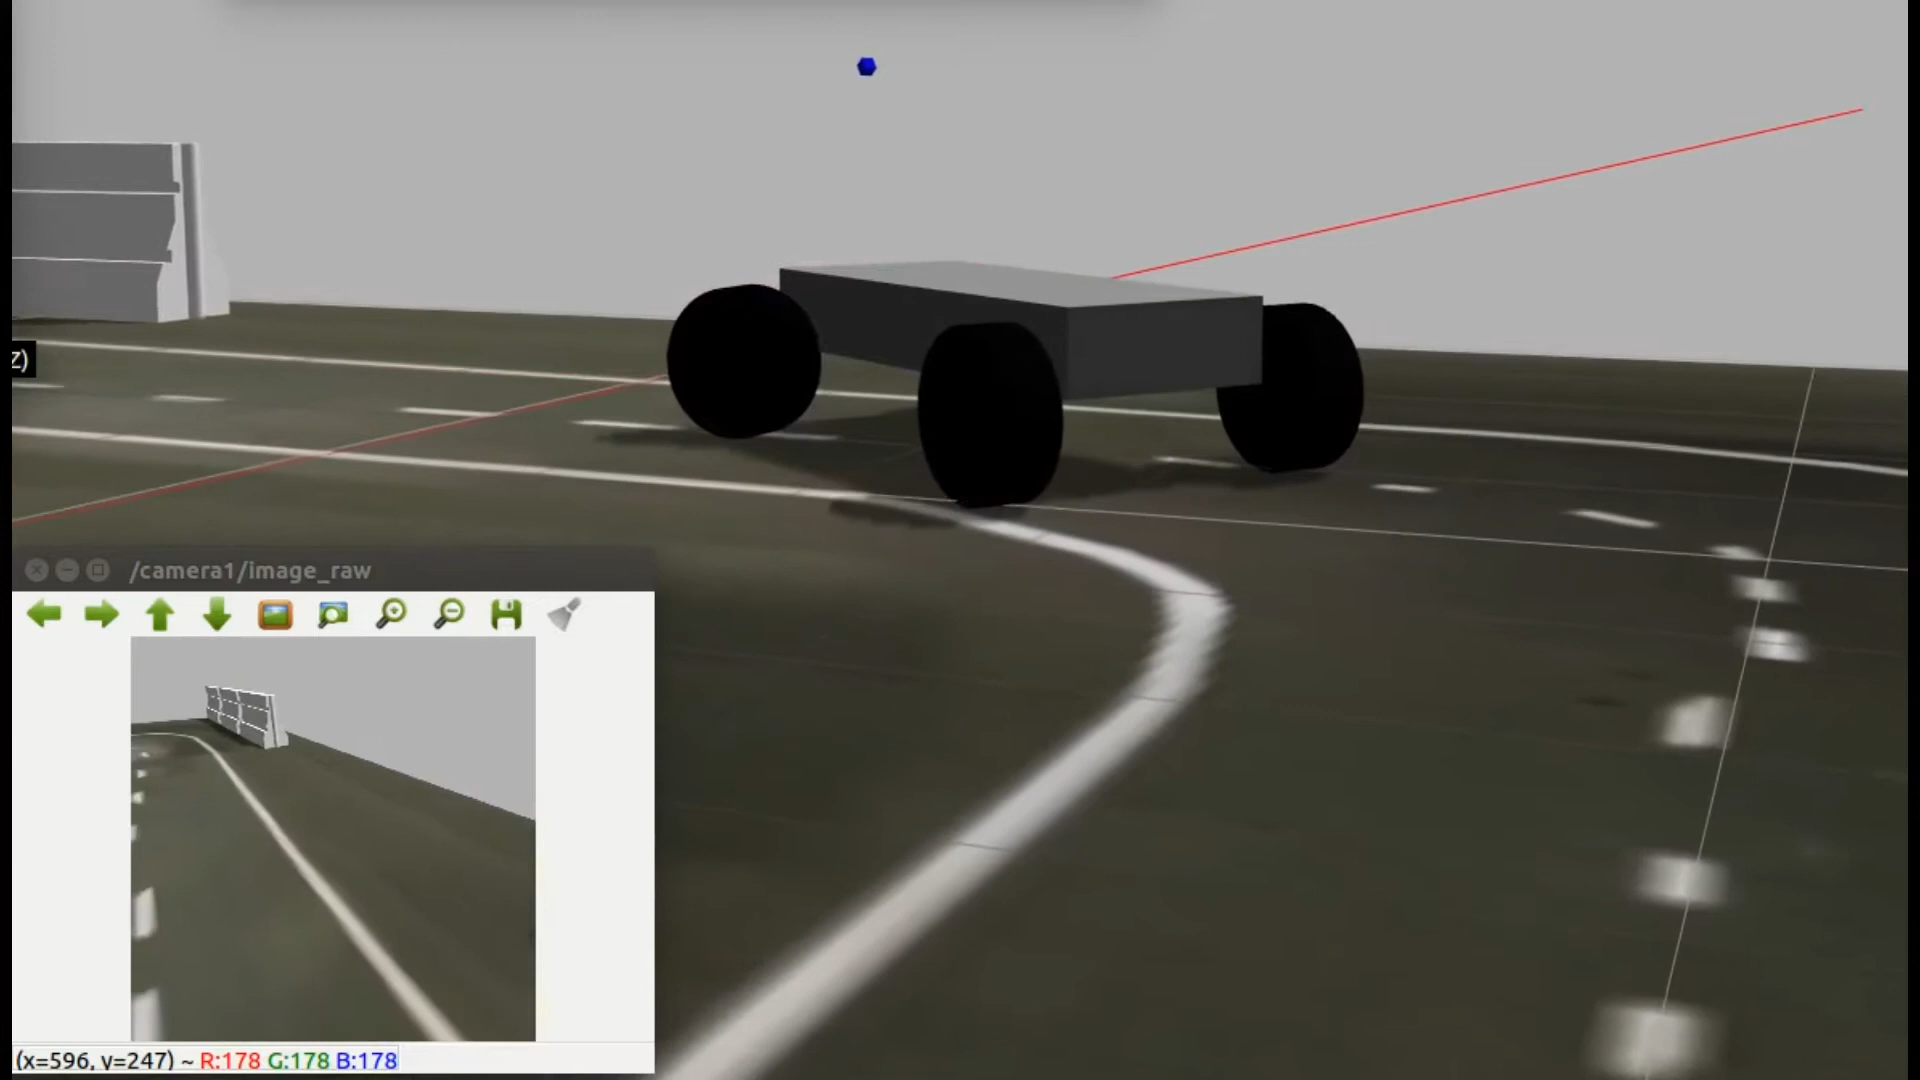 Z)
/camera1/image_raw
(x=596, y=247) ~ R:178 G:178 B:178